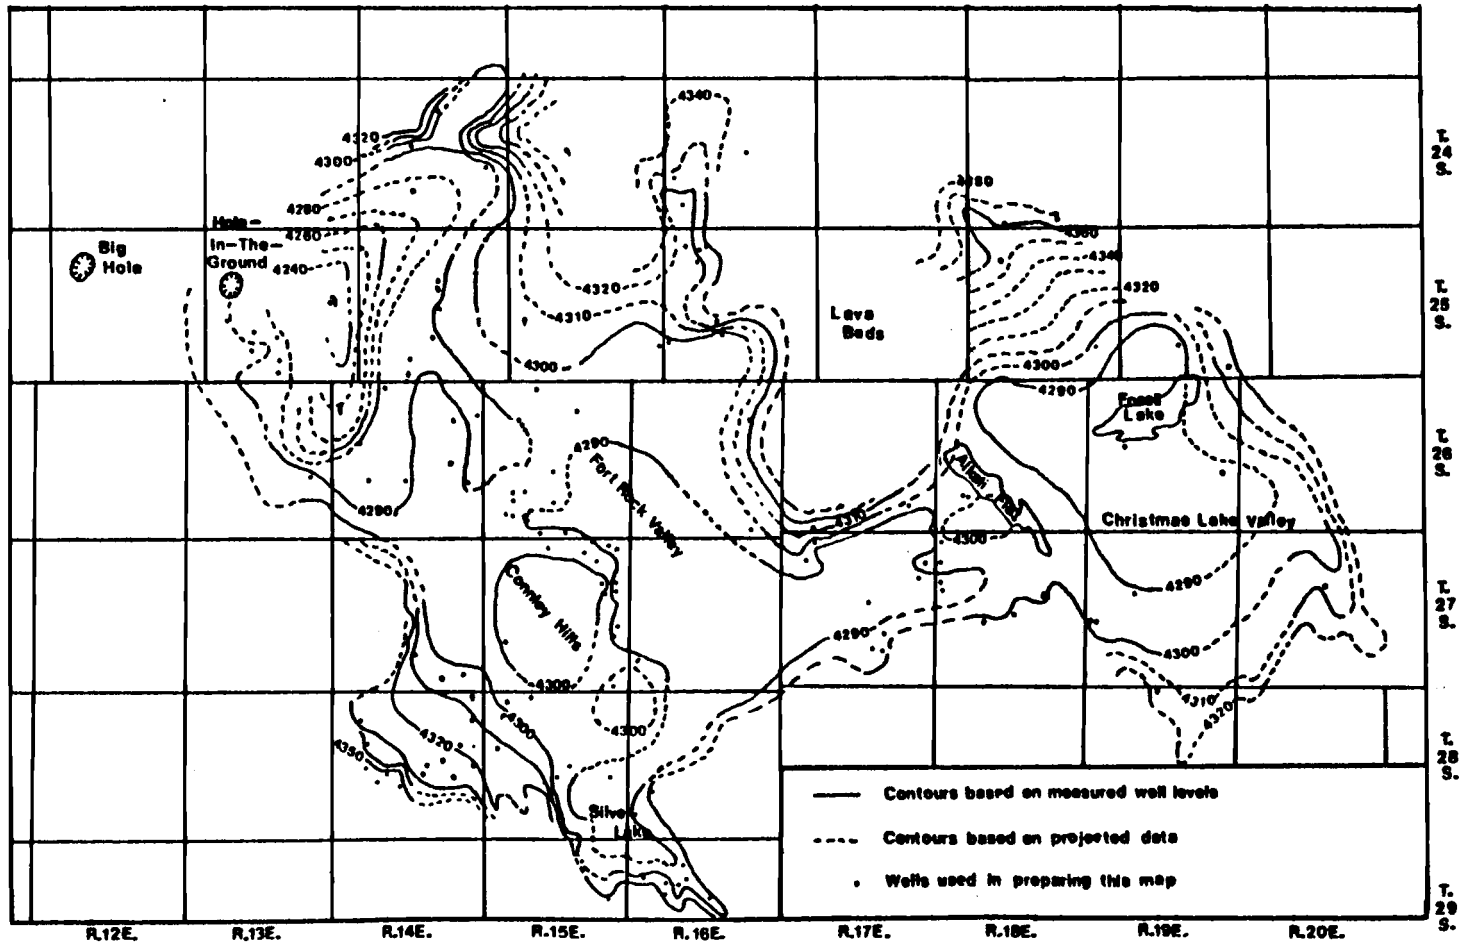 4340
T.
24
S.
4320
4300
4380
4280
Hole-
In-The-
Ground
4260
4360
Big
Hole
4240
4340
4320
4320
T.
25
S.
4310
Lava
Beds
4300
4300
4290
Fossil
Lake
4290
T.
26
S.
Fort Rock Valley
Alkali
4290
4310
Christmas Lake Valley
4300
Connley Hills
4290
T.
27
S.
4290
4300
4300
4310
4320
4300
4300
4320
4350
T.
28
S.
Contours based on measured well levels
Silver
Lake
Contours based on projected data
Wells used in preparing this map
T.
29
S.
R.12E. R.13E. R.14E. R.15E. R.16E. R.17E. R.18E. R.19E. R.20E.